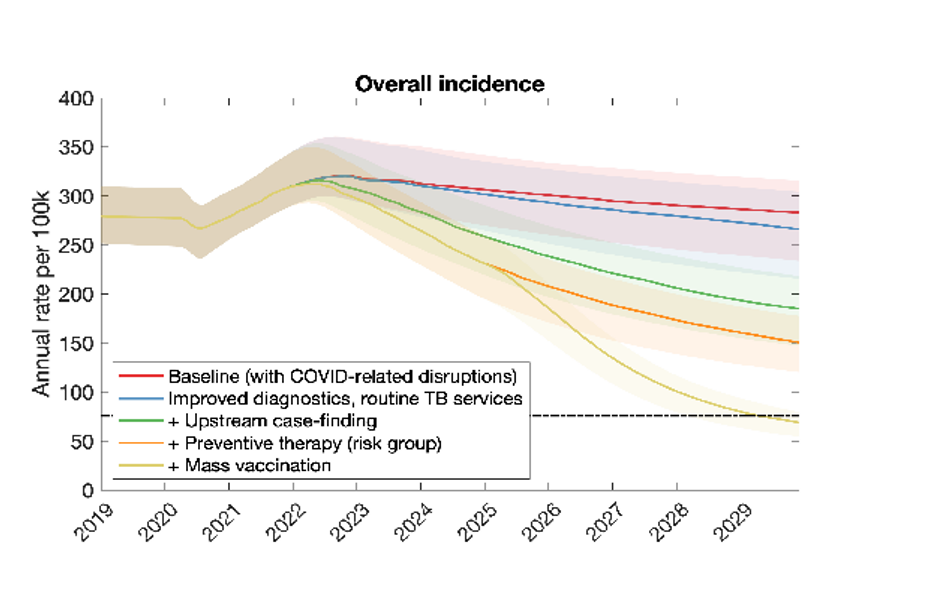 Overall incidence
Annual rate per 100k
400
350
300
250
200
150
100
50
0
Baseline (with COVID-related disruptions)
Improved diagnostics, routine TB services
+ Upstream case-finding
+ Preventive therapy (risk group)
+ Mass vaccination
2019
2020
2021
2022
2023
2024
2025
2026
2027
2028
2029